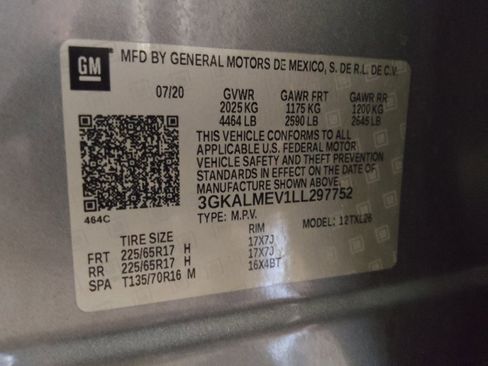 GM
MFD BY GENERAL MOTORS DE MEXICO, S. DE R.L. DE C.V.
07/20 GVWR GAWR FRT GAWR RR
2025 KG 1175 KG 1200 KG
4464 LB 2590 LB 2645 LB
THIS VEHICLE CONFORMS TO ALL
APPLICABLE U.S. FEDERAL MOTOR
VEHICLE SAFETY AND THEFT PREVENTION
STANDARDS IN EFFECT ON THE DATE OF
MANUFACTURE SHOWN ABOVE.
3GKALMEV1LL297752
464C
TYPE: M.P.V. MODEL: 12TXL26
TIRE SIZE RIM
FRT 225/65R17 H 17X7J
RR 225/65R17 H 17X7J
SPA T135/70R16 M 16X4BT